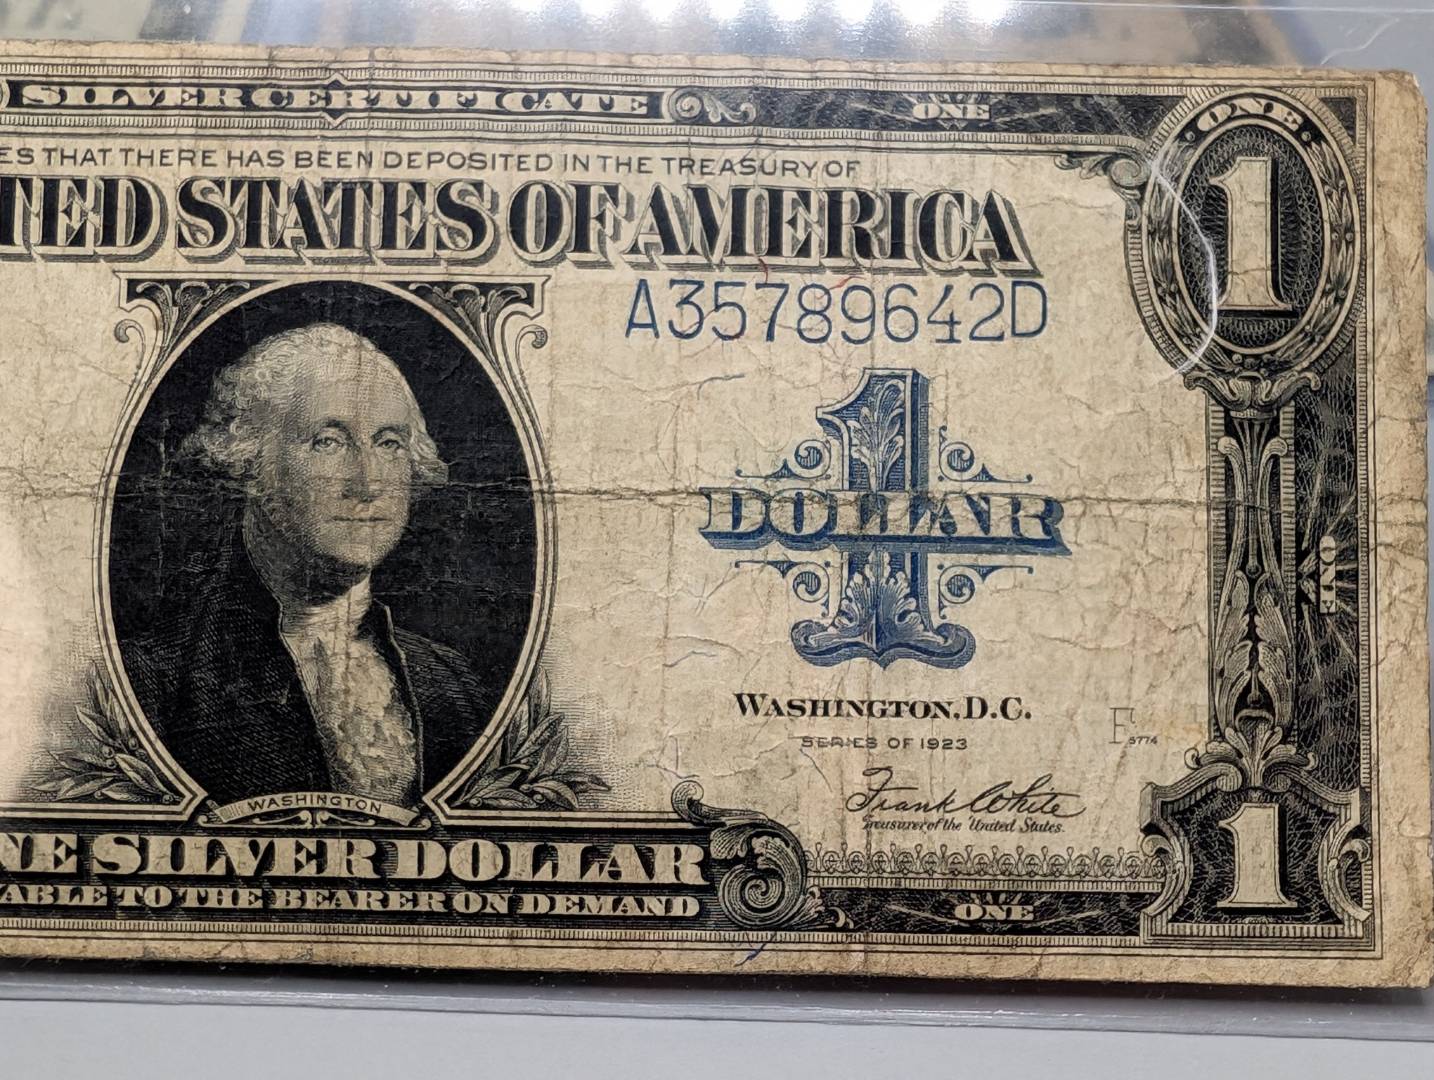 SILVER CERTIFICATE
ONE
ONE
1
ES THAT THERE HAS BEEN DEPOSITED IN THE TREASURY OF
TED STATES OF AMERICA
A35789642D
1
DOLLAR
ONE
WASHINGTON, D.C.
SERIES OF 1923
F 5774
WASHINGTON
Frank White
Treasurer of the United States.
NE SILVER DOLLAR
ABLE TO THE BEARER ON DEMAND
ONE
1